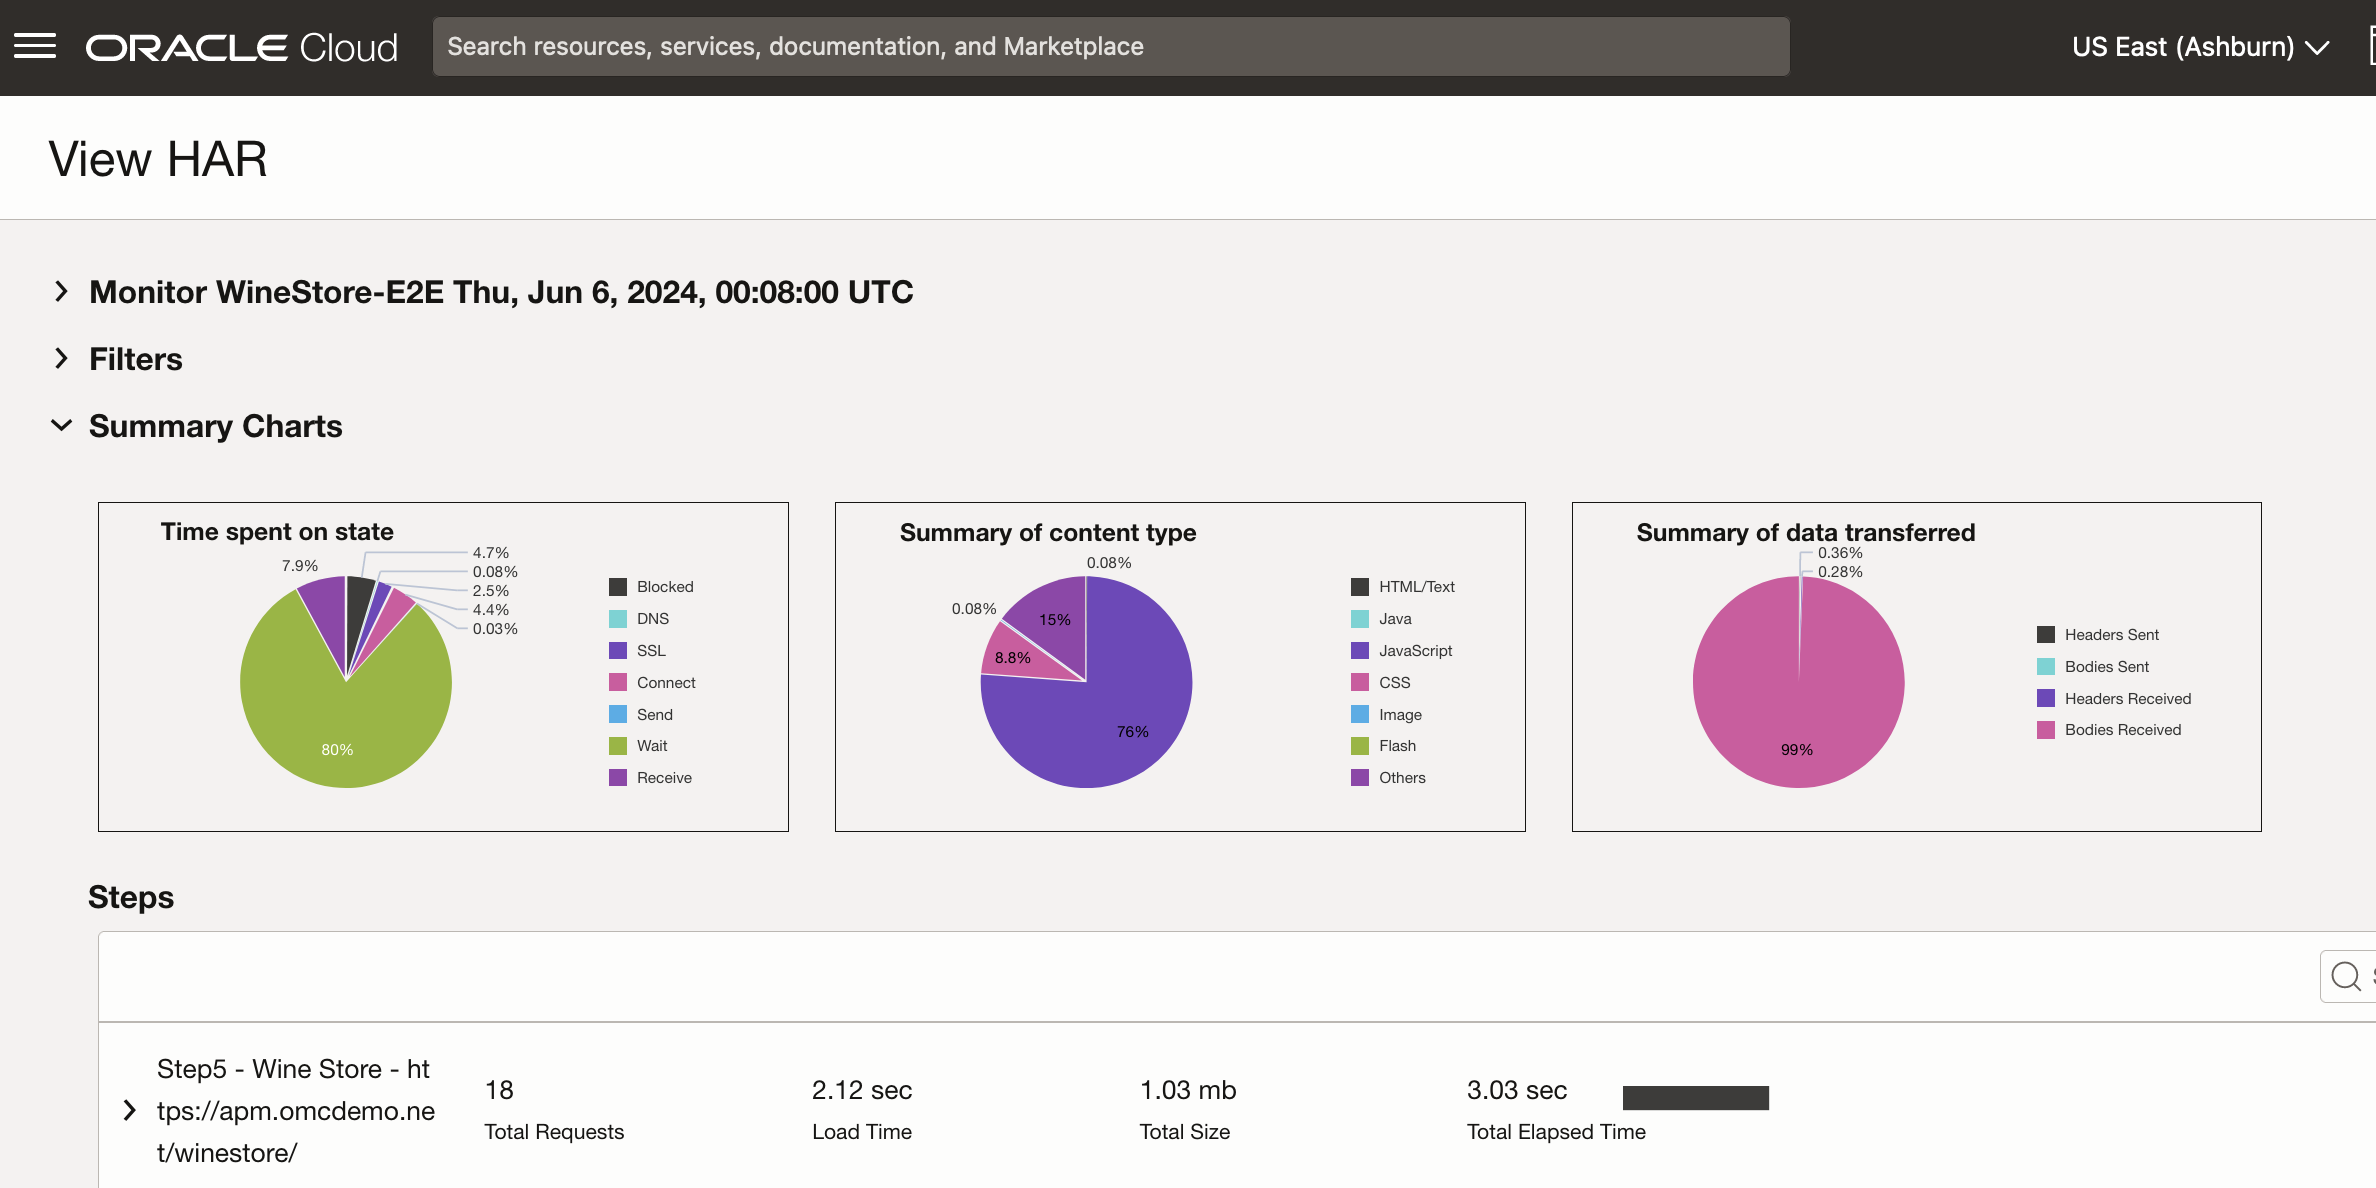 ORACLE Cloud
Search resources, services, documentation, and Marketplace
US East (Ashburn)
View HAR
Monitor WineStore-E2E Thu, Jun 6, 2024, 00:08:00 UTC
Filters
Summary Charts
Time spent on state
7.9%
4.7%
0.08%
2.5%
4.4%
0.03%
80%
Blocked
DNS
SSL
Connect
Send
Wait
Receive
Summary of content type
0.08%
0.08%
15%
8.8%
76%
HTML/Text
Java
JavaScript
CSS
Image
Flash
Others
Summary of data transferred
0.36%
0.28%
99%
Headers Sent
Bodies Sent
Headers Received
Bodies Received
Steps
Step5 - Wine Store - ht
tps://apm.omcdemo.ne
t/winestore/
18
Total Requests
2.12 sec
Load Time
1.03 mb
Total Size
3.03 sec
Total Elapsed Time